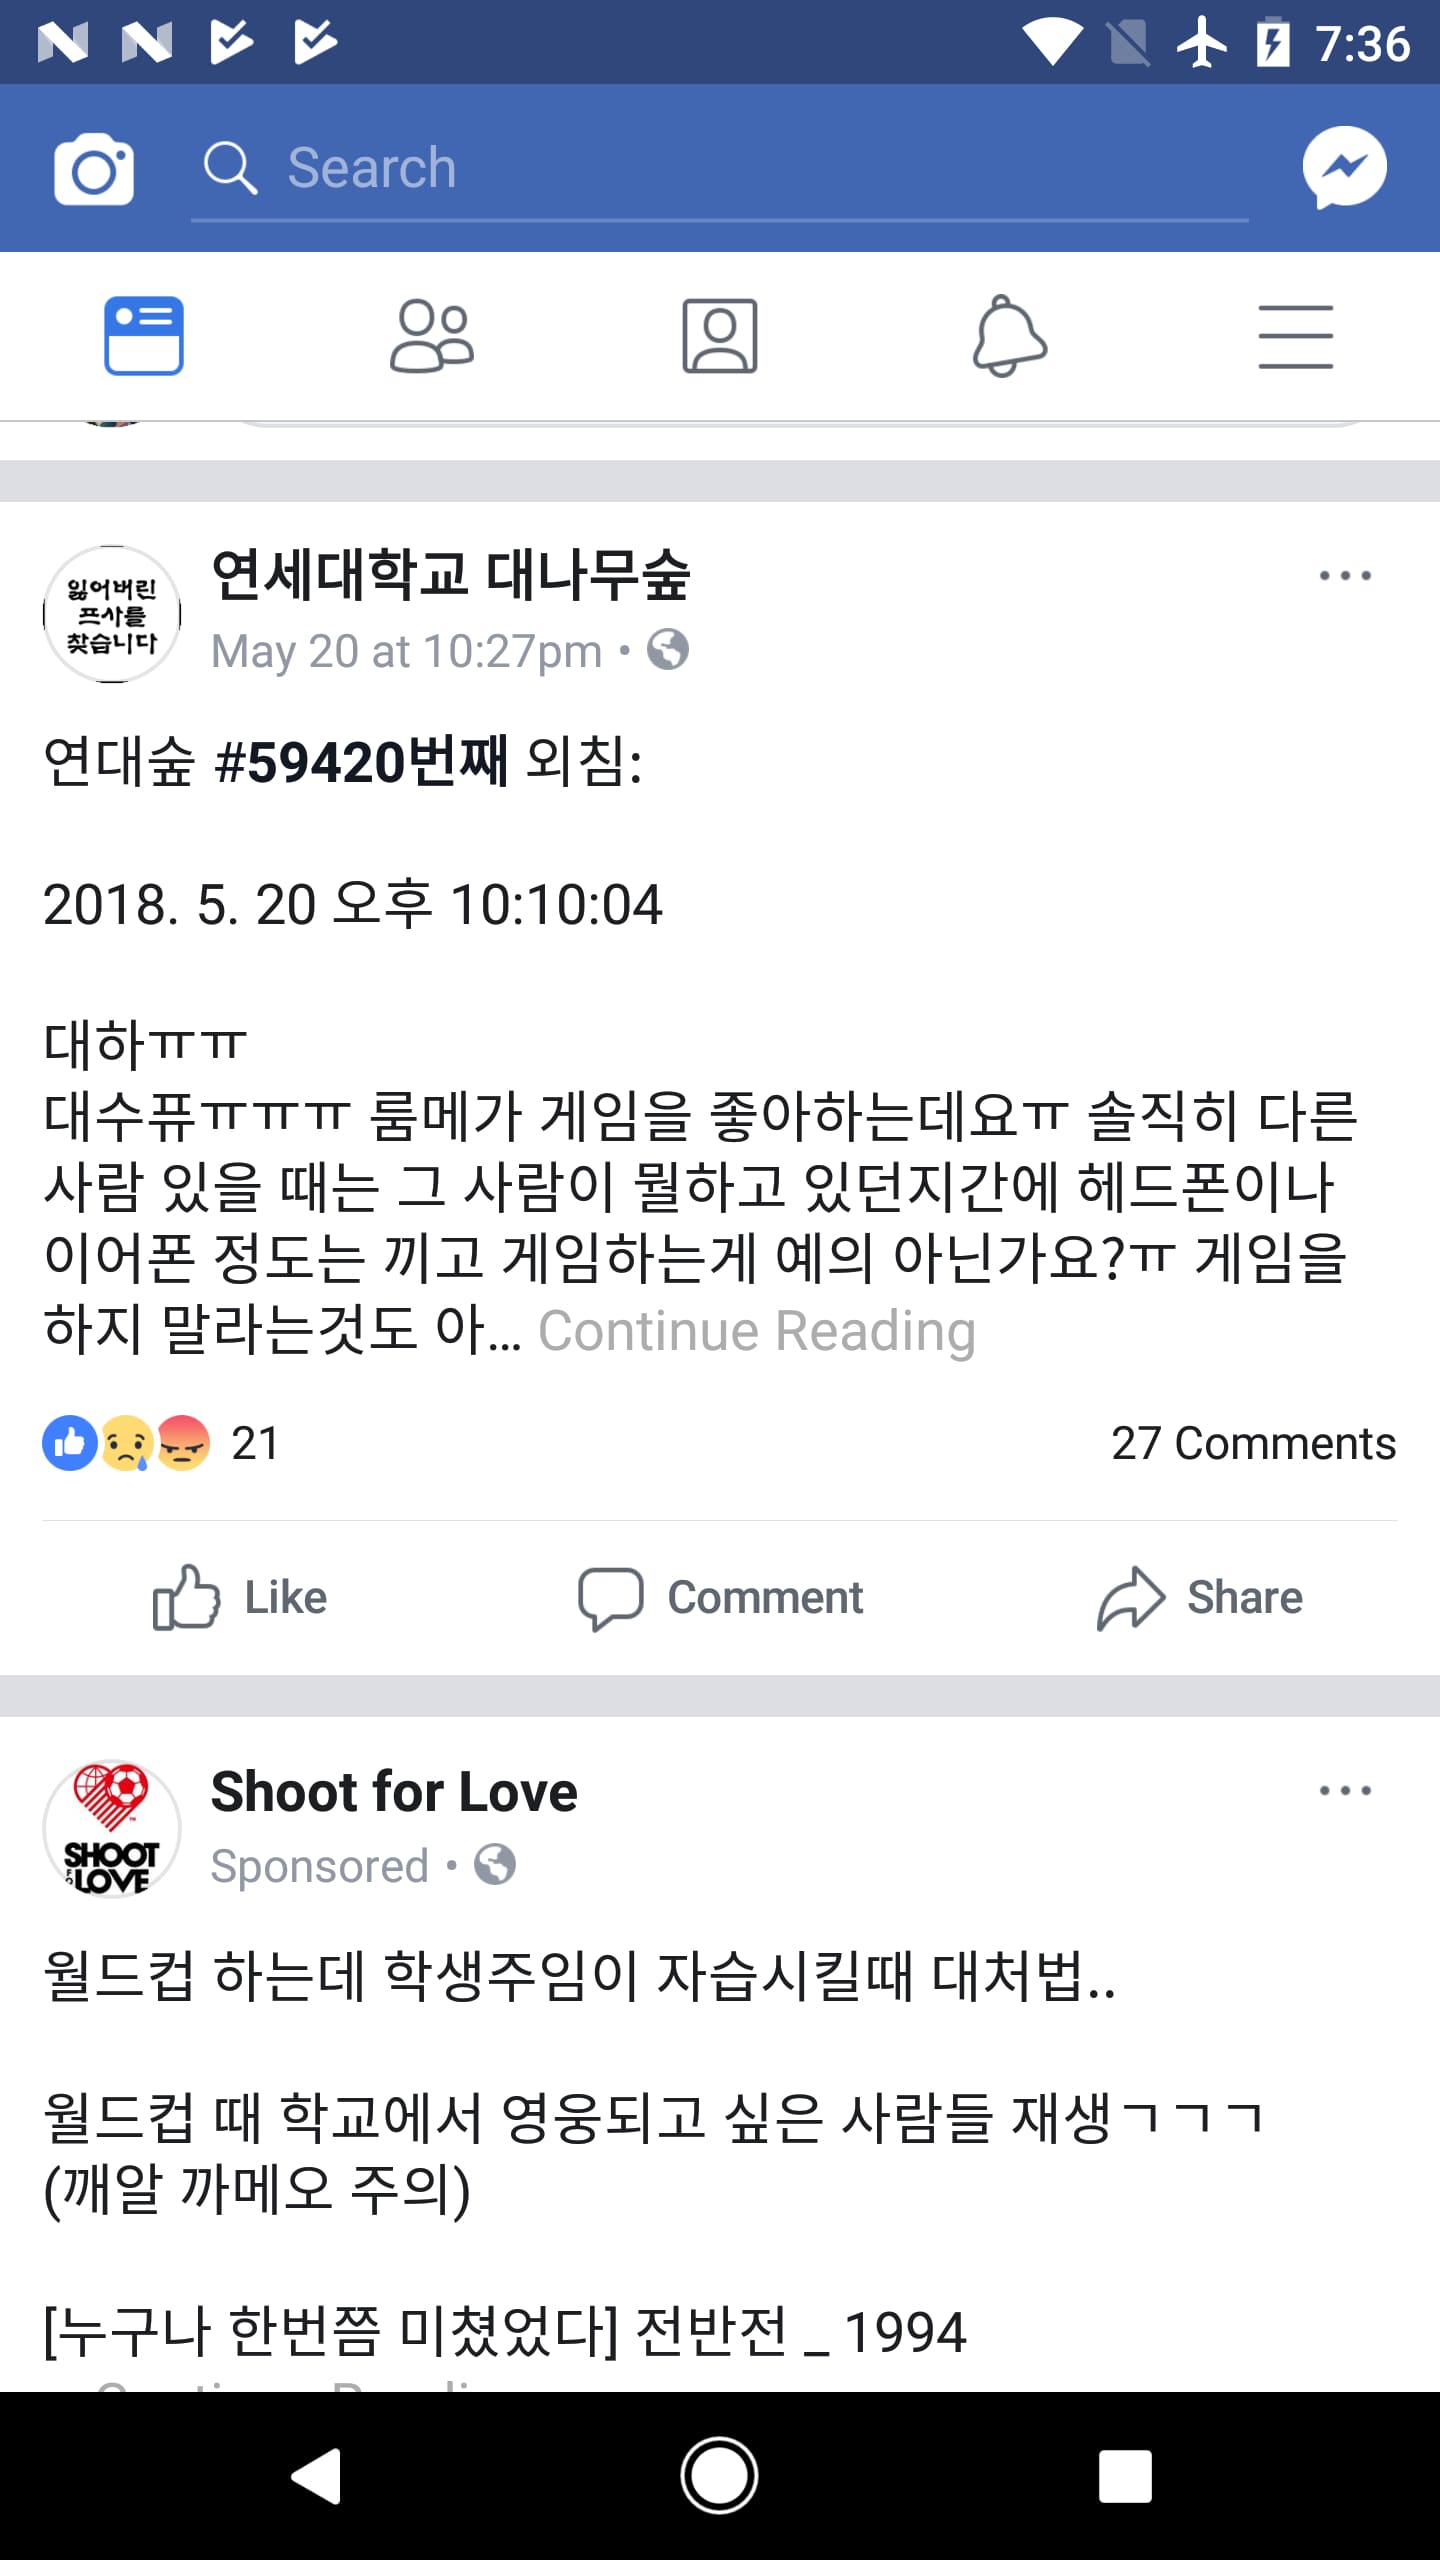 7:36
Search
잃어버린
프사를
찾습니다
연세대학교 대나무숲
May 20 at 10:27pm •
연대숲 #59420번째 외침:
2018. 5. 20 오후 10:10:04
대하ㅠㅠ
대수퓨ㅠㅠㅠ 룸메가 게임을 좋아하는데요ㅠ 솔직히 다른
사람 있을 때는 그 사람이 뭘하고 있던지간에 헤드폰이나
이어폰 정도는 끼고 게임하는게 예의 아닌가요?ㅠ 게임을
하지 말라는것도 아... Continue Reading
21
27 Comments
Like
Comment
Share
SHOOT
FOR
LOVE
Shoot for Love
Sponsored •
월드컵 하는데 학생주임이 자습시킬때 대처법..
월드컵 때 학교에서 영웅되고 싶은 사람들 재생ㄱㄱㄱ
(깨알 까메오 주의)
[누구나 한번쯤 미쳤었다] 전반전 _ 1994
Continue Reading